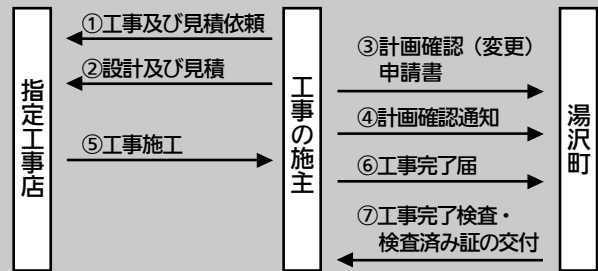 指定工事店
①工事及び見積依頼
②設計及び見積
⑤工事施工
工事の施主
③計画確認（変更）
申請書
④計画確認通知
⑥工事完了届
⑦工事完了検査・
検査済み証の交付
湯沢町